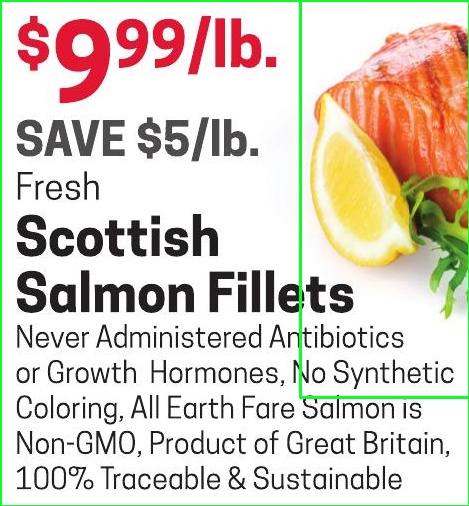 $9.99/lb.
SAVE $5/lb.
Fresh
Scottish
Salmon Fillets
Never Administered Antibiotics
or Growth Hormones, No Synthetic
Coloring, All Earth Fare Salmon is
Non-GMO, Product of Great Britain,
100% Traceable & Sustainable